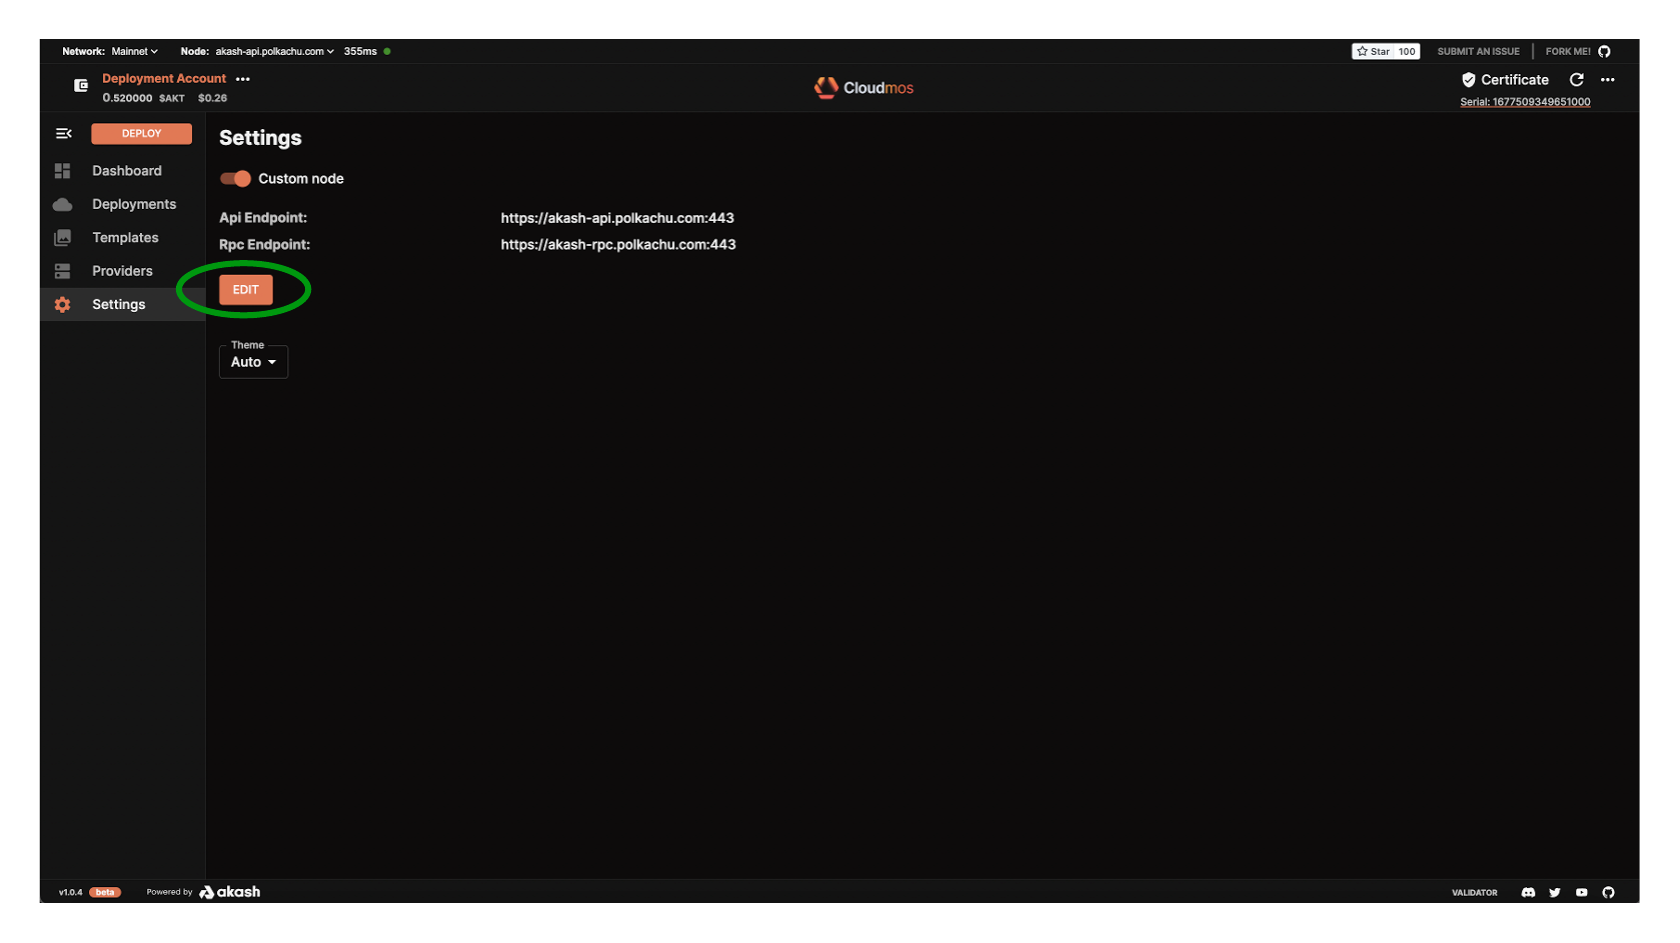 Network: Mainnet Node: akash-api.polkachu.com 355ms
Star 100 SUBMIT AN ISSUE FORK ME!
Deployment Account
0.520000 $AKT $0.26
Cloudmos
Certificate
Serial: 1677509349651000
DEPLOY
Dashboard
Deployments
Templates
Providers
Settings
Settings
Custom node
Api Endpoint: https://akash-api.polkachu.com:443
Rpc Endpoint: https://akash-rpc.polkachu.com:443
EDIT
Theme
Auto
v1.0.4 beta Powered by akash
VALIDATOR